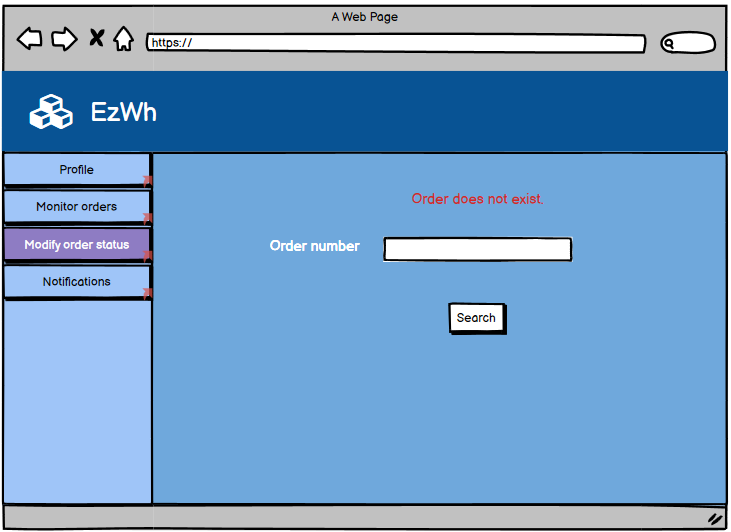 A Web Page
https://
EzWh
Profile
Monitor orders
Modify order status
Notifications
Order does not exist.
Order number
Search